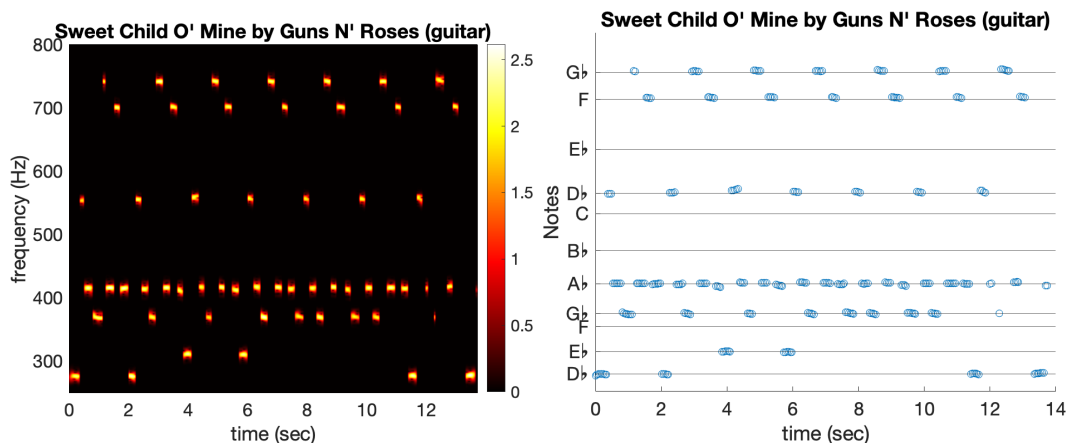 Sweet Child O' Mine by Guns N' Roses (guitar)
800
700
600
500
400
300
frequency (Hz)
0 2 4 6 8 10 12
time (sec)
2.5
2
1.5
1
0.5
0
Sweet Child O' Mine by Guns N' Roses (guitar)
G♭
F
E♭
D♭
C
B♭
A♭
G♭
F
E♭
D♭
Notes
0 2 4 6 8 10 12 14
time (sec)